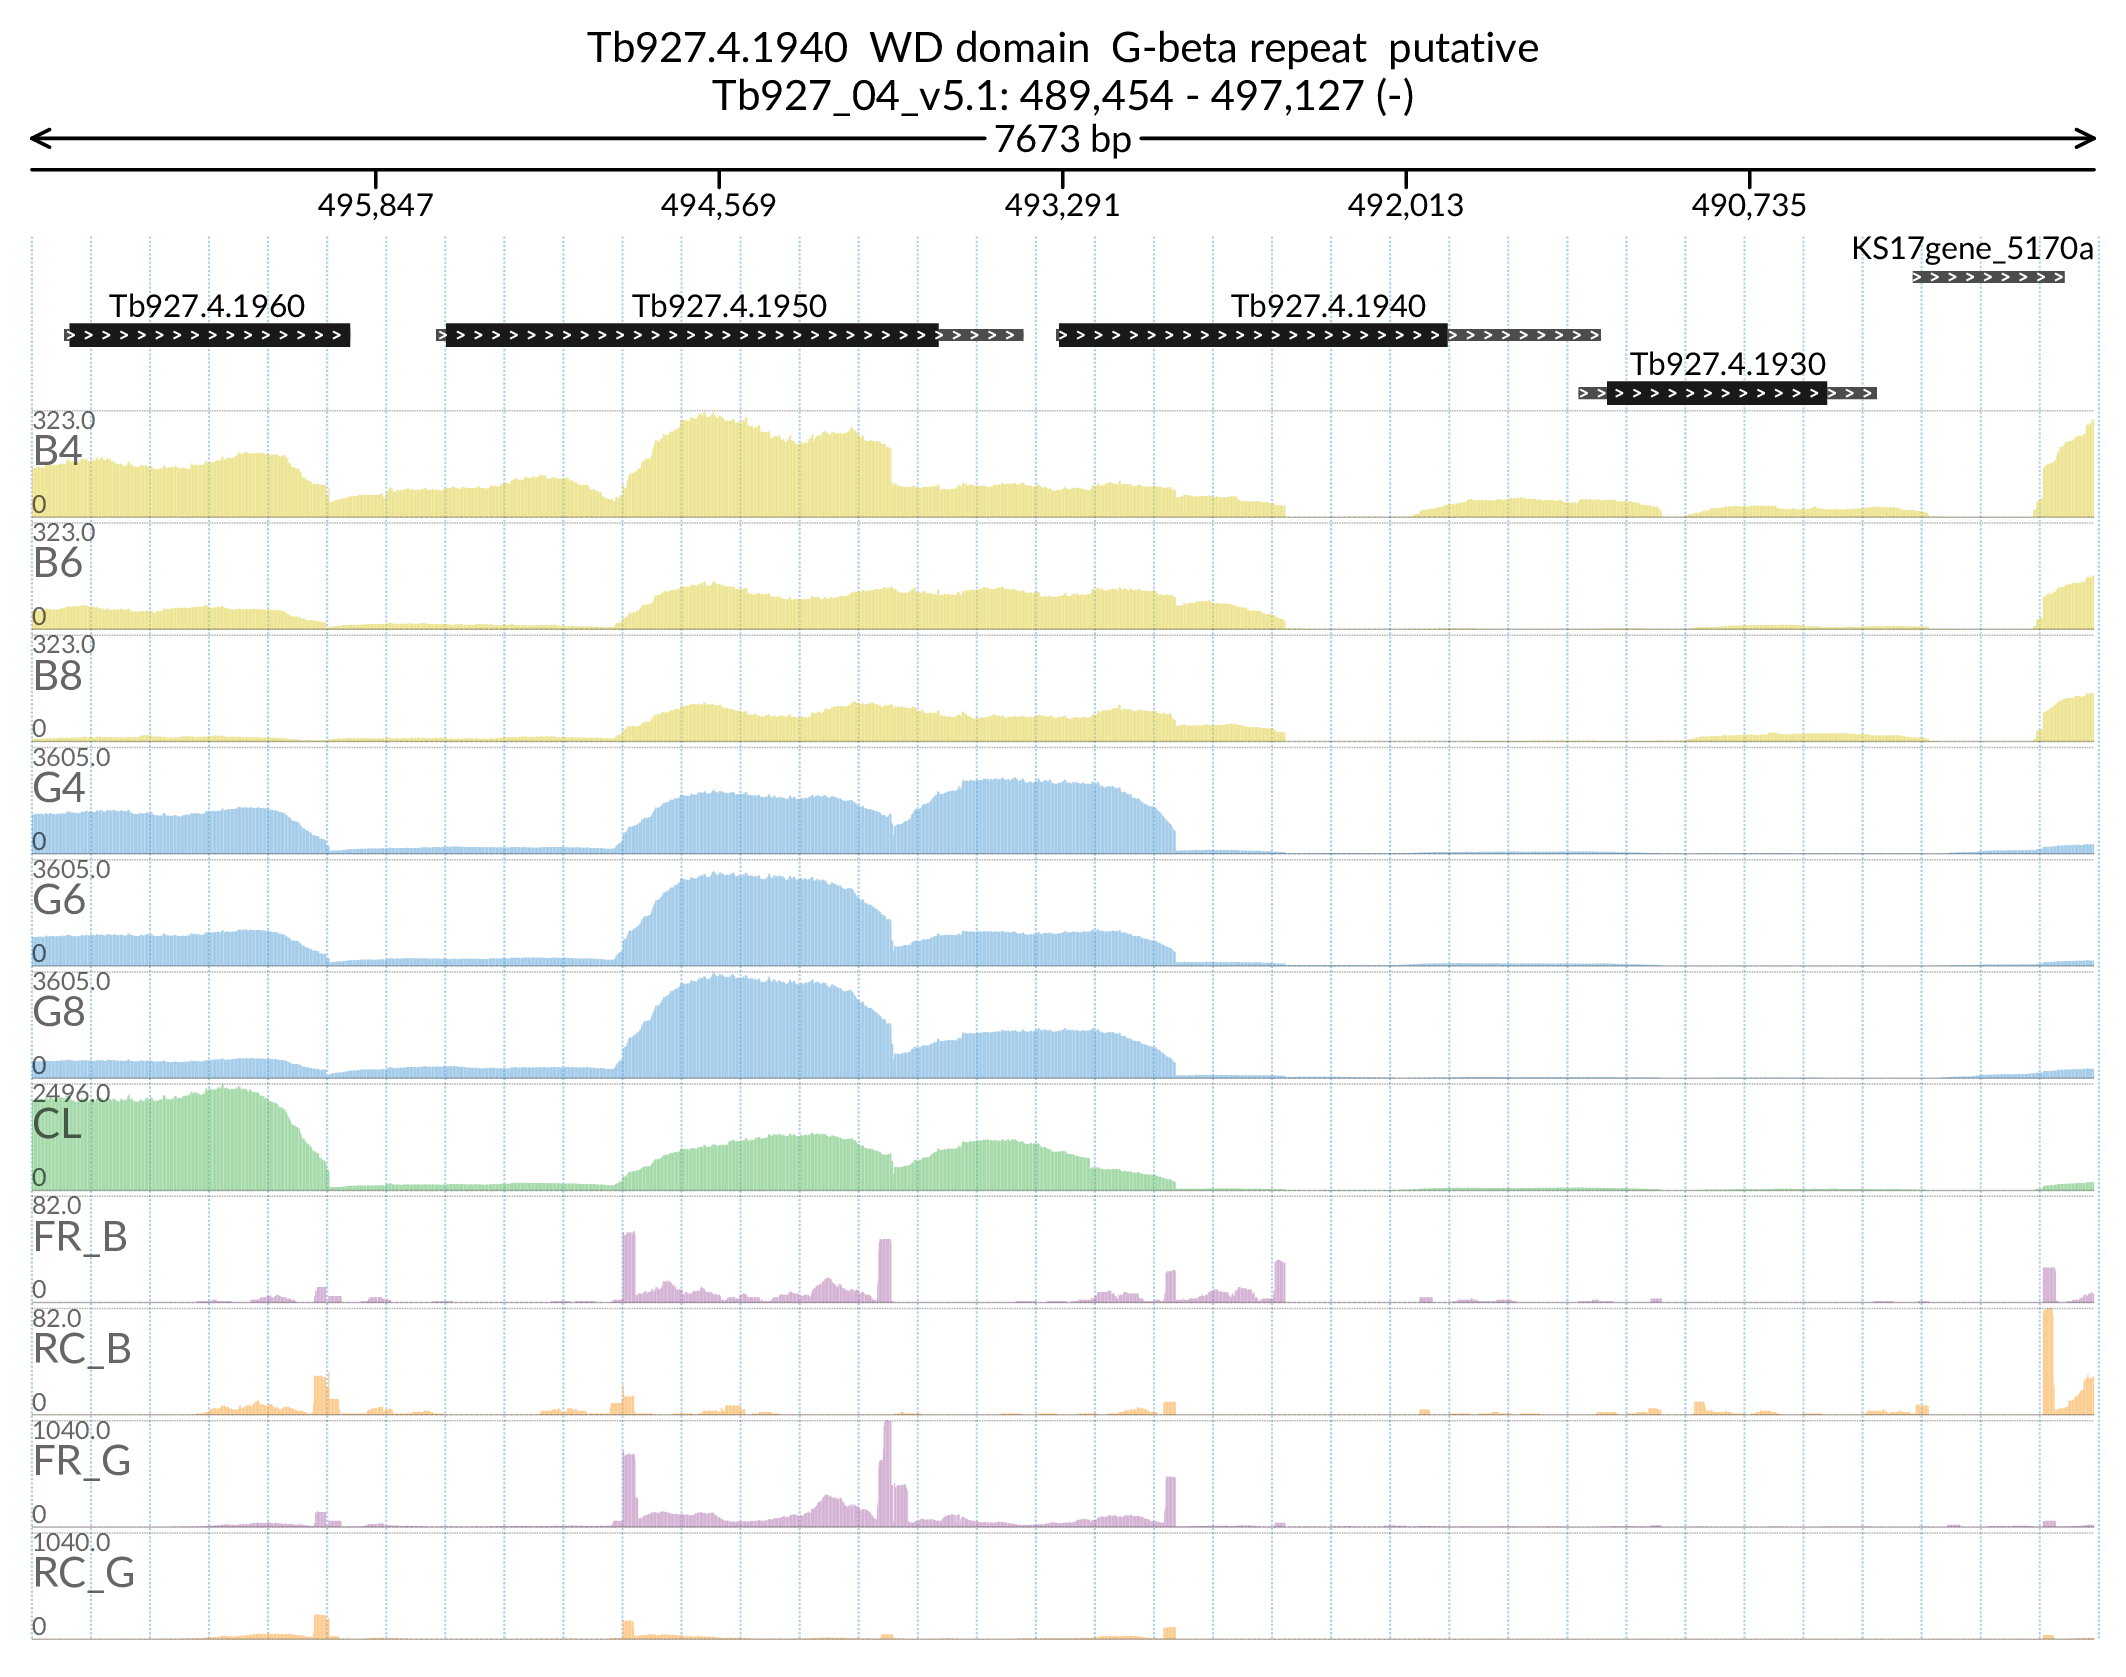 Tb927.4.1940  WD domain  G-beta repeat  putative
Tb927_04_v5.1: 489,454 - 497,127 (-)
7673 bp
495,847 494,569 493,291 492,013 490,735
KS17gene_5170a
Tb927.4.1960 Tb927.4.1950 Tb927.4.1940
Tb927.4.1930
323.0
B4
0
323.0
B6
0
323.0
B8
0
3605.0
G4
0
3605.0
G6
0
3605.0
G8
0
2496.0
CL
0
82.0
FR_B
0
82.0
RC_B
0
1040.0
FR_G
0
1040.0
RC_G
0